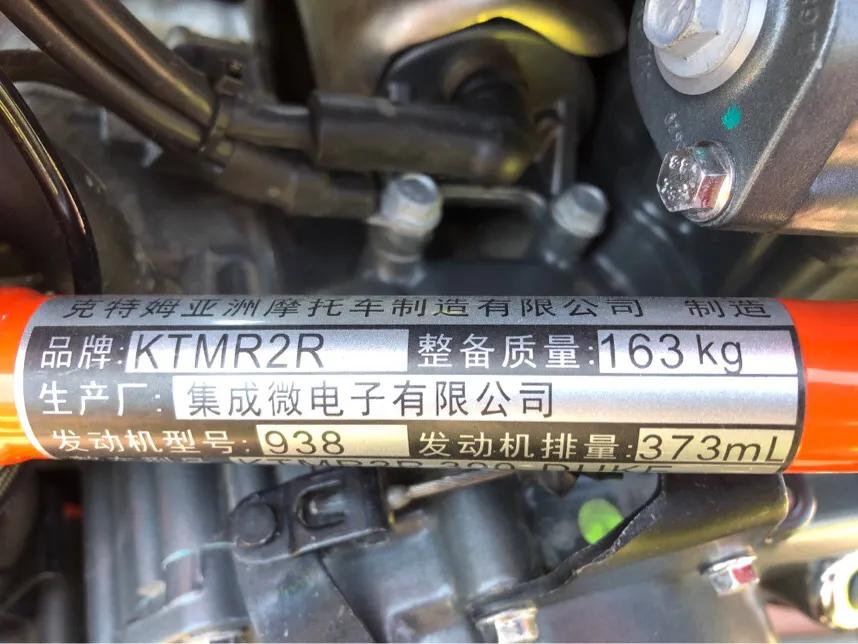 克特姆亚洲摩托车制造有限公司 制造
品牌:KTMR2R 整备质量:163kg
生产厂: 集成微电子有限公司
发动机型号:938 发动机排量:373mL